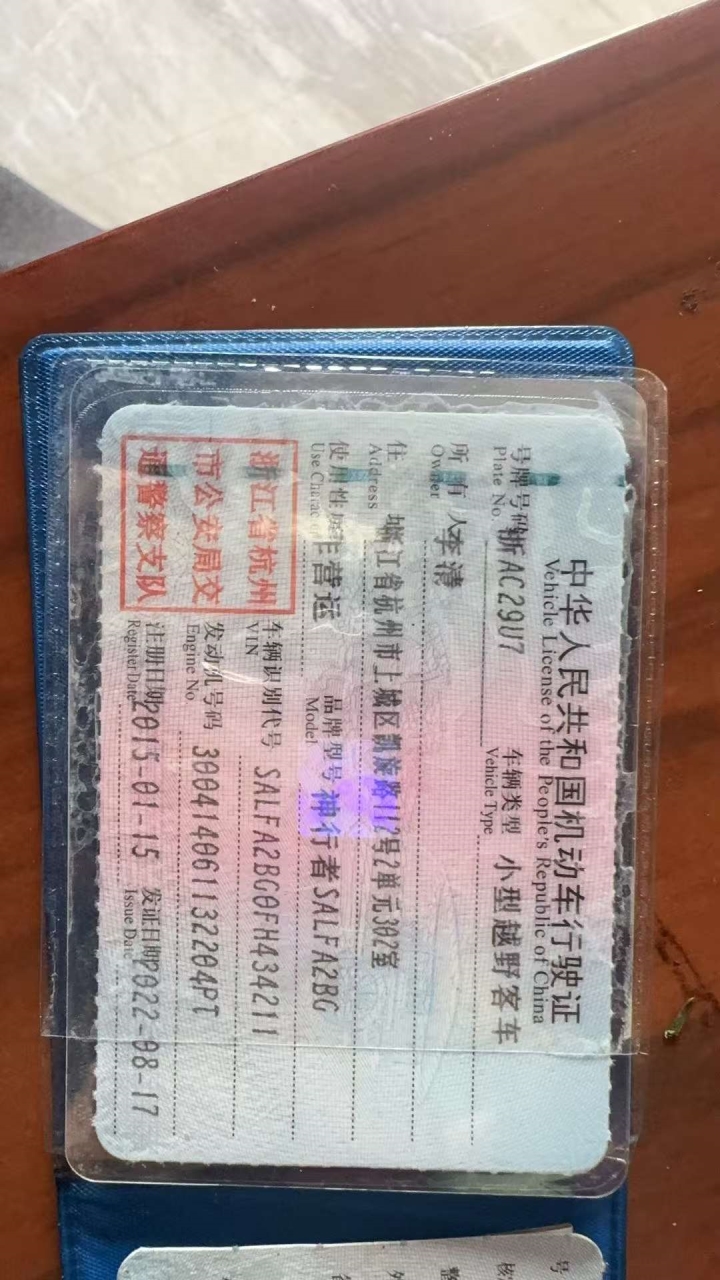 中华人民共和国机动车行驶证
Vehicle License of the People's Republic of China
号牌号码 浙AC29U7 车辆类型 小型越野客车
Plate No. Vehicle Type
所有人 李清
Owner
住 址 浙江省杭州市上城区凯旋路112号2单元302室
Address
使用性质 非营运 品牌型号 神行者SALFA2BG
Use Character Model
浙江省杭州
市公安局交
通警察支队
车辆识别代号 SALFA2BG0FH434211
VIN
发动机号码 300414061132204PT
Engine No.
注册日期 2015-01-15 发证日期 2022-08-17
Register Date Issue Date
号
核
整
外